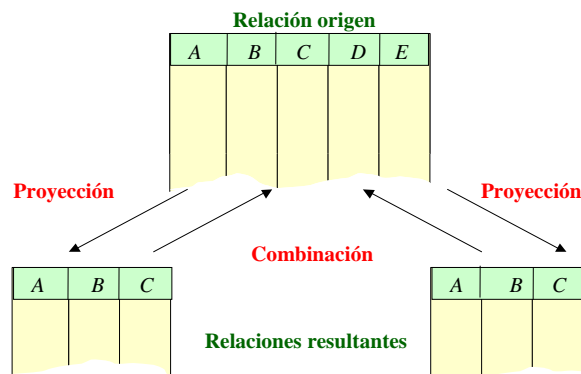 Relación origen
A B C D E
Proyección Proyección
Combinación
A B C A B C
Relaciones resultantes